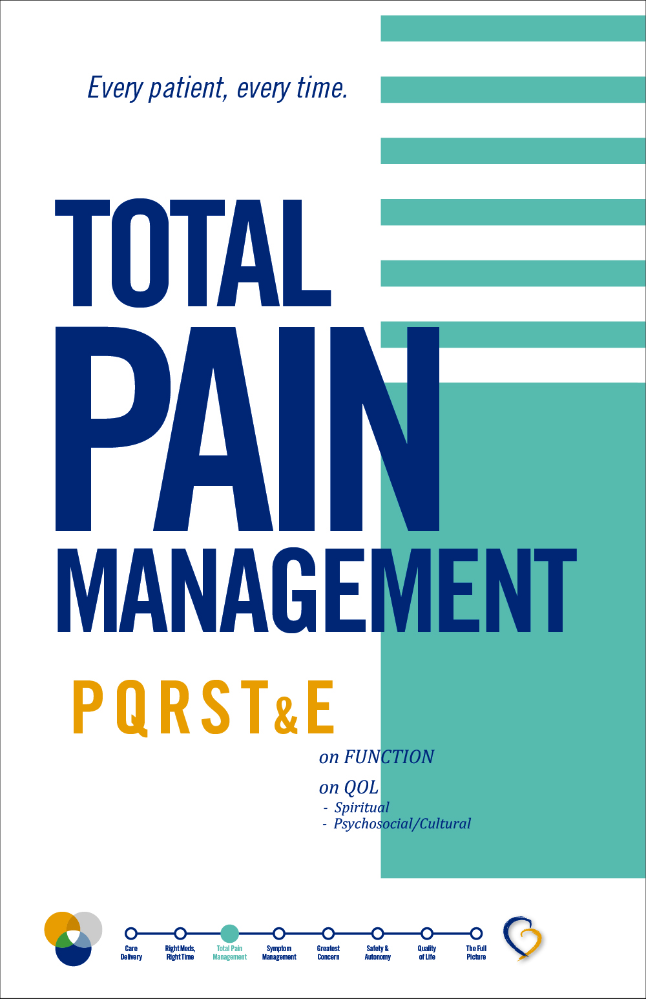 Every patient, every time.
TOTAL
PAIN
MANAGEMENT
P Q R S T & E
on FUNCTION
on QOL
- Spiritual
- Psychosocial/Cultural
Care
Delivery
Right Meds,
Right Time
Total Pain
Management
Symptom
Management
Greatest
Concern
Safety &
Autonomy
Quality
of Life
The Full
Picture